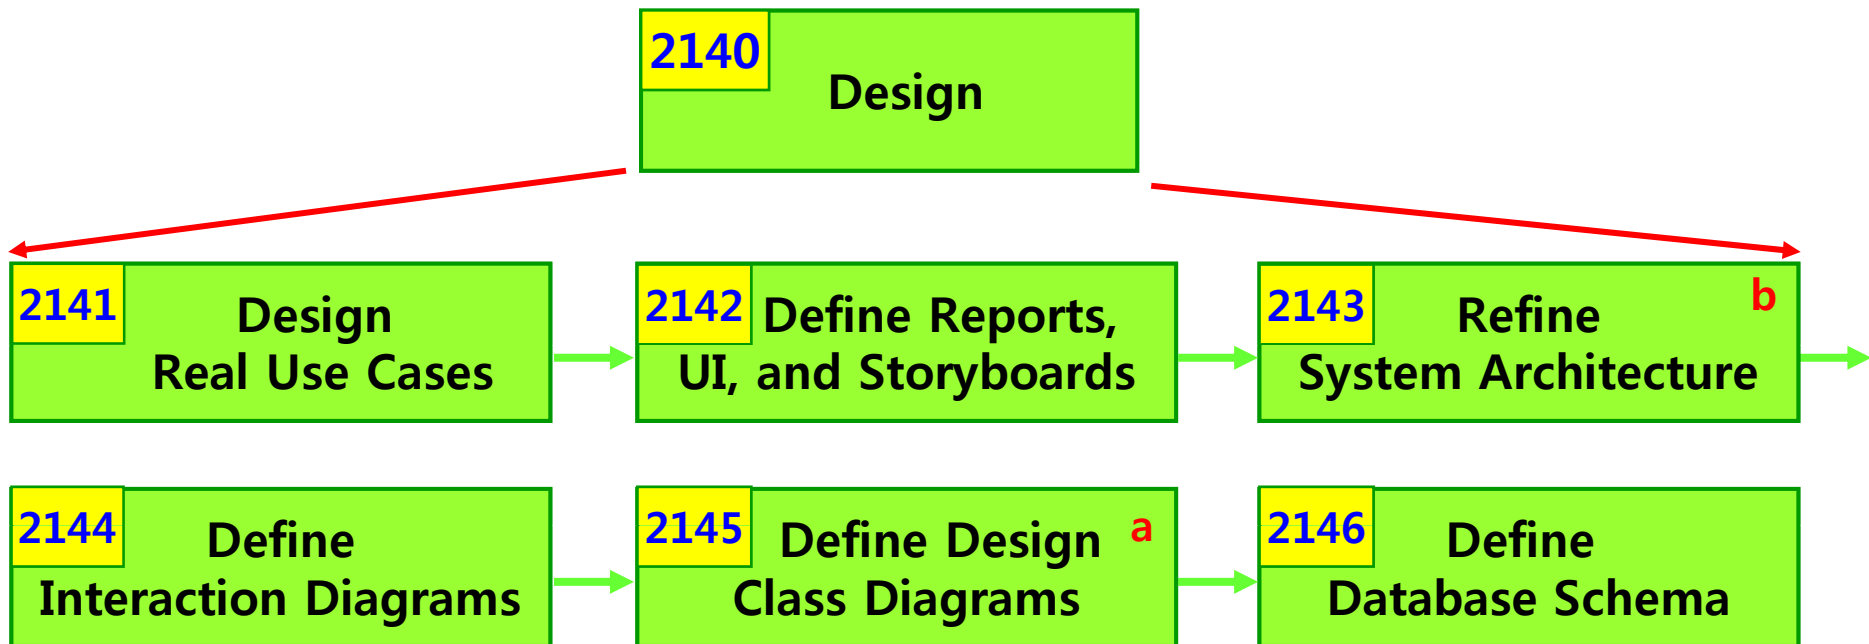 2140
Design
2141
Design
Real Use Cases
2142
Define Reports,
UI, and Storyboards
2143
Refine
b
System Architecture
2144
Define
Interaction Diagrams
2145
Define Design
a
Class Diagrams
2146
Define
Database Schema